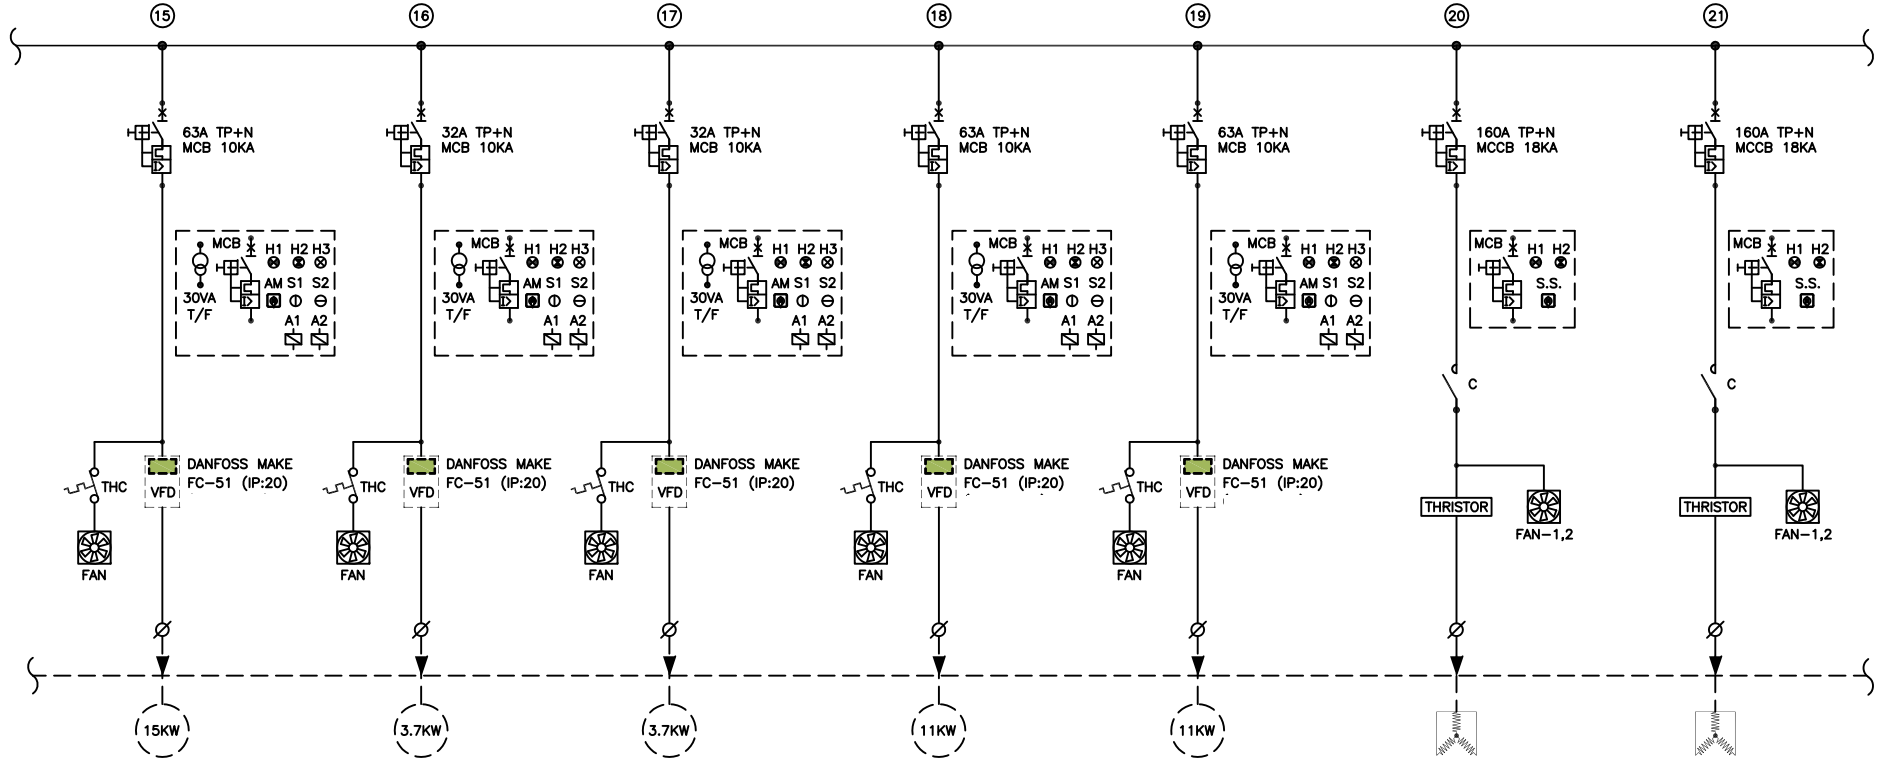 15 16 17 18 19 20 21
63A TP+N
MCB 10KA
32A TP+N
MCB 10KA
32A TP+N
MCB 10KA
63A TP+N
MCB 10KA
63A TP+N
MCB 10KA
160A TP+N
MCCB 18KA
160A TP+N
MCCB 18KA
MCB H1 H2 H3
AM S1 S2
30VA
T/F
A1 A2
MCB H1 H2 H3
AM S1 S2
30VA
T/F
A1 A2
MCB H1 H2 H3
AM S1 S2
30VA
T/F
A1 A2
MCB H1 H2 H3
AM S1 S2
30VA
T/F
A1 A2
MCB H1 H2 H3
AM S1 S2
30VA
T/F
A1 A2
MCB H1 H2
S.S.
MCB H1 H2
S.S.
C
C
DANFOSS MAKE
FC-51 (IP:20)
THC
VFD
FAN
DANFOSS MAKE
FC-51 (IP:20)
THC
VFD
FAN
DANFOSS MAKE
FC-51 (IP:20)
THC
VFD
FAN
DANFOSS MAKE
FC-51 (IP:20)
THC
VFD
FAN
DANFOSS MAKE
FC-51 (IP:20)
THC
VFD
FAN
THRISTOR
FAN-1,2
THRISTOR
FAN-1,2
15KW 3.7KW 3.7KW 11KW 11KW